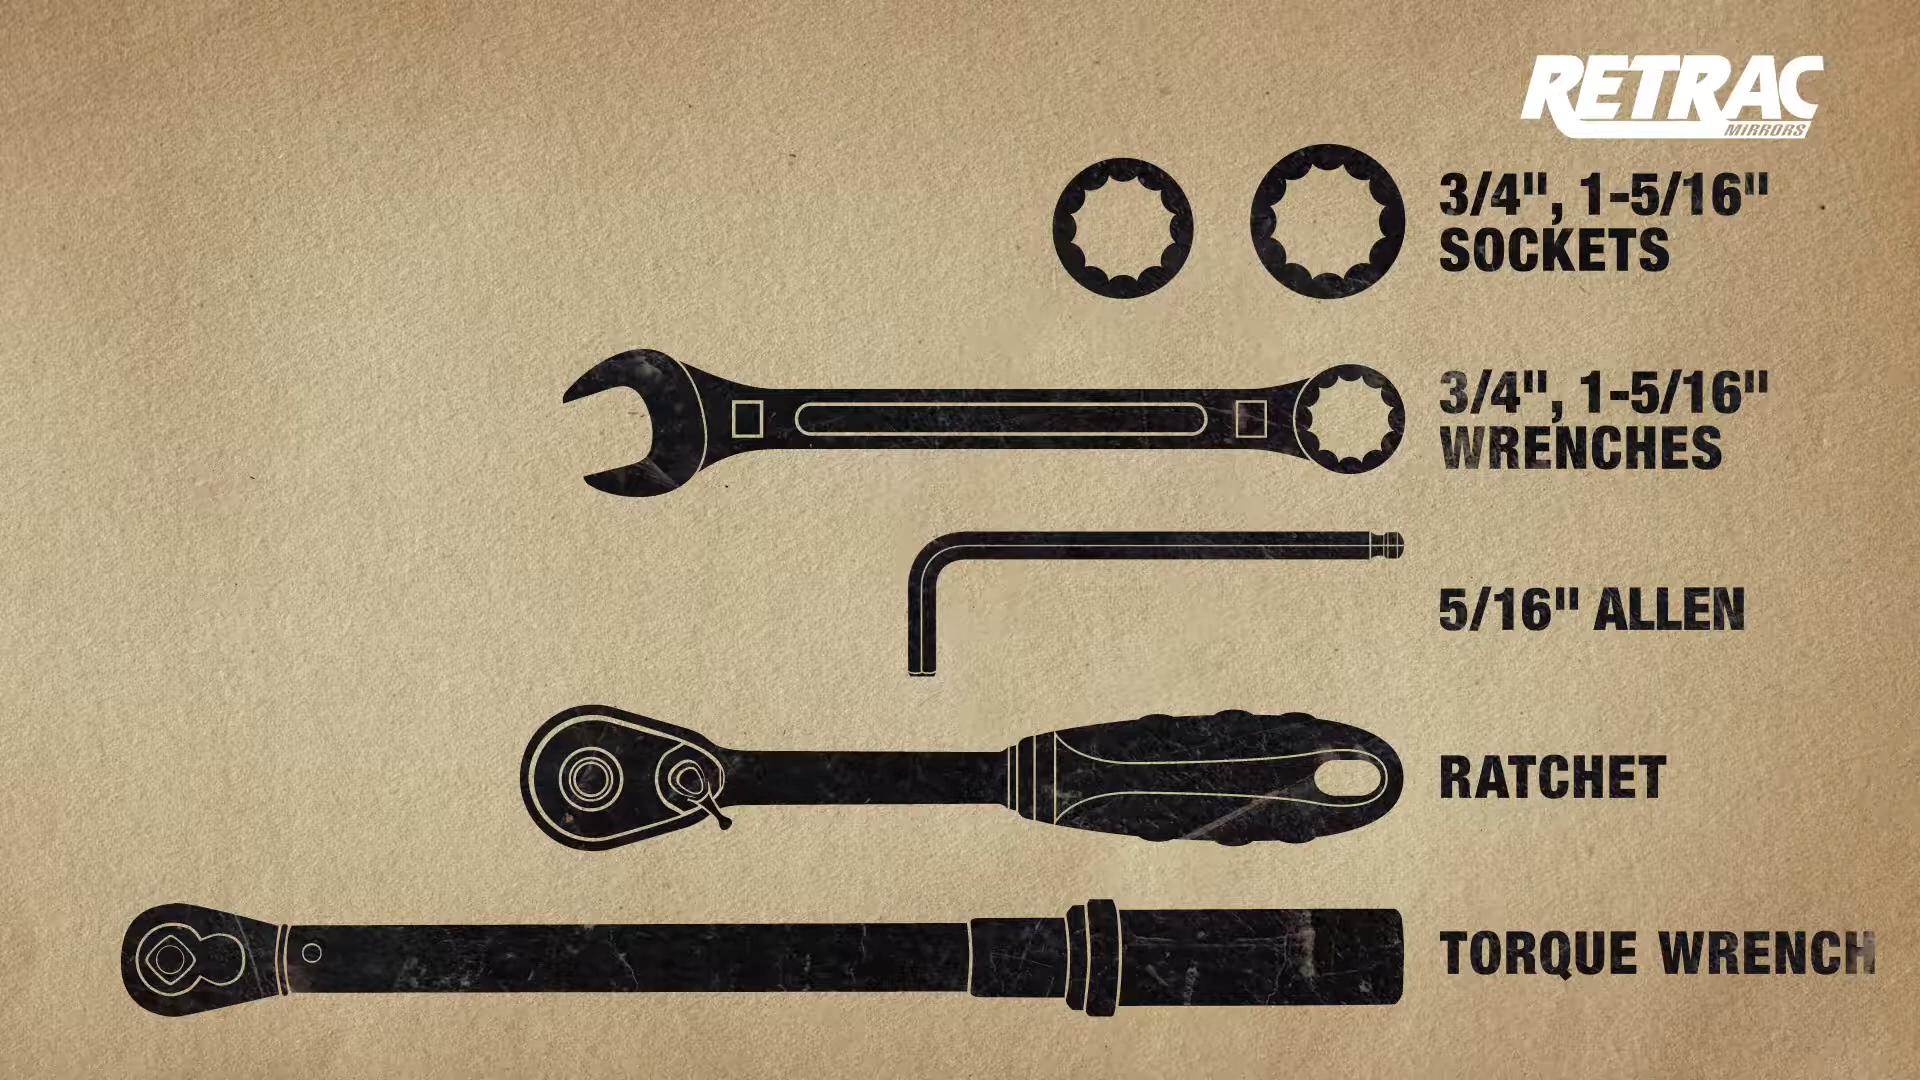 RETRAC
MIRRORS
3/4", 1-5/16"
SOCKETS
3/4", 1-5/16"
WRENCHES
5/16" ALLEN
RATCHET
TORQUE WRENCH